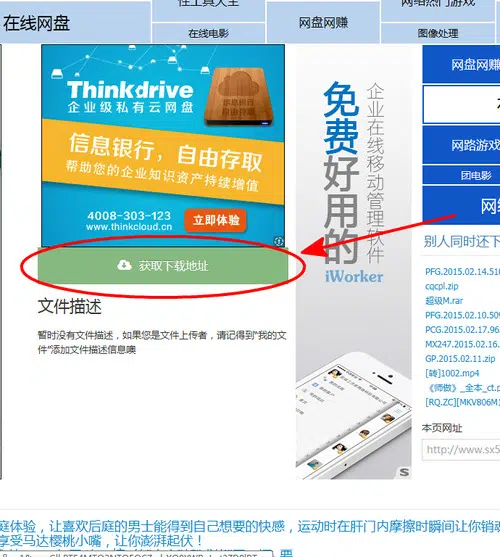 在线网盘
性工具大全
在线电影
网盘网赚
网络热门游戏
图像处理
Thinkdrive
企业级私有云网盘
信息银行，自由存取
帮助您的企业知识资产持续增值
4008-303-123
www.thinkcloud.cn
立即体验
获取下载地址
文件描述
暂时没有文件描述，如果您是文件上传者，请记得到“我的文
件”添加文件描述信息噢
免费好用的
企业在线移动管理软件
iWorker
S
网盘网赚
网路游戏
团电影
网络
别人同时还下
PFG.2015.02.14.510
cqcpl.zip
超级M.rar
PFG.2015.02.10.509
PCG.2015.02.17.96
MX247.2015.02.16.
GP.2015.02.11.zip
[转]1002.mp4
《师傲》_全本_ct.p
[RQ.ZC][MKV806M1
本页网址
http://www.sx5
庭体验，让喜欢后庭的男士能得到自己想要的快感，运动时在肛门内摩擦时瞬间让你销
享受马达樱桃小嘴，让你澎湃起伏！